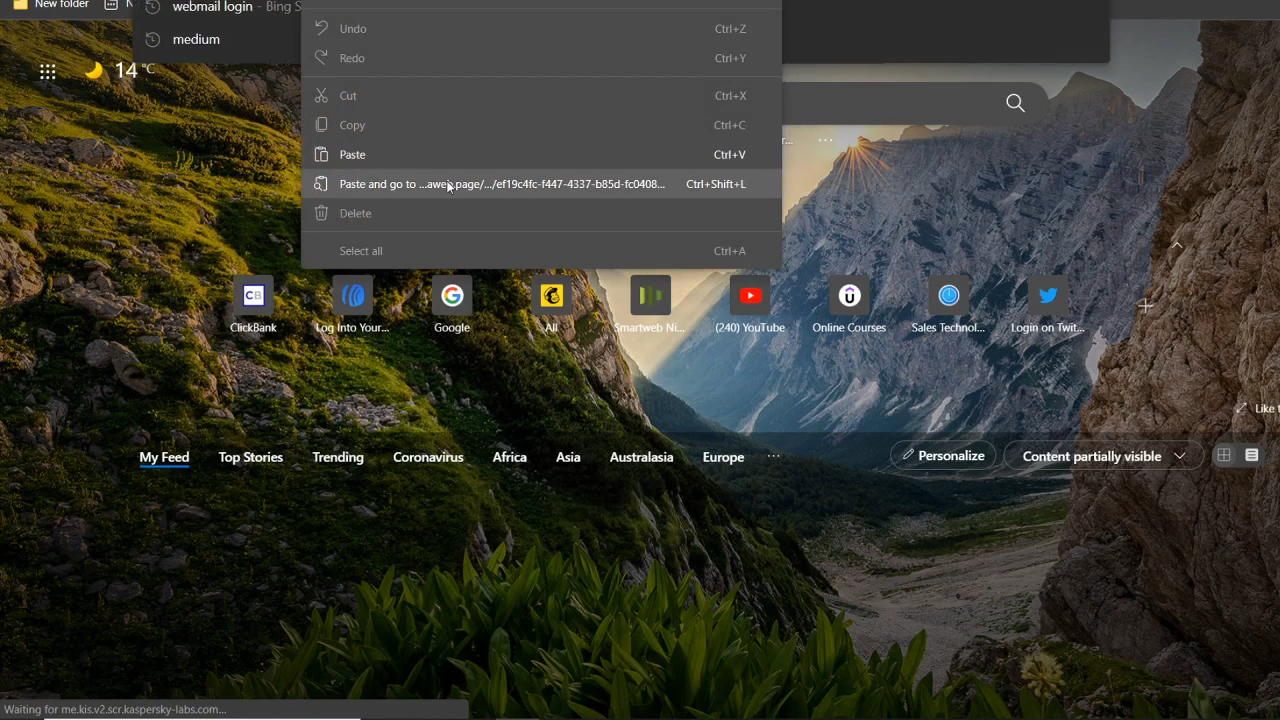 New folder
webmail login - Bing S
medium
14 °C
Undo Ctrl+Z
Redo Ctrl+Y
Cut Ctrl+X
Copy Ctrl+C
Paste Ctrl+V
Paste and go to ...aweb.page/.../ef19c4fc-f447-4337-b85d-fc0408... Ctrl+Shift+L
Delete
Select all Ctrl+A
CB
ClickBank
Log Into Your...
Google
All
Smartweb Ni...
(240) YouTube
Online Courses
Sales Technol...
Login on Twit...
Like t
My Feed Top Stories Trending Coronavirus Africa Asia Australasia Europe ... Personalize Content partially visible
Waiting for me.kis.v2.scr.kaspersky-labs.com...